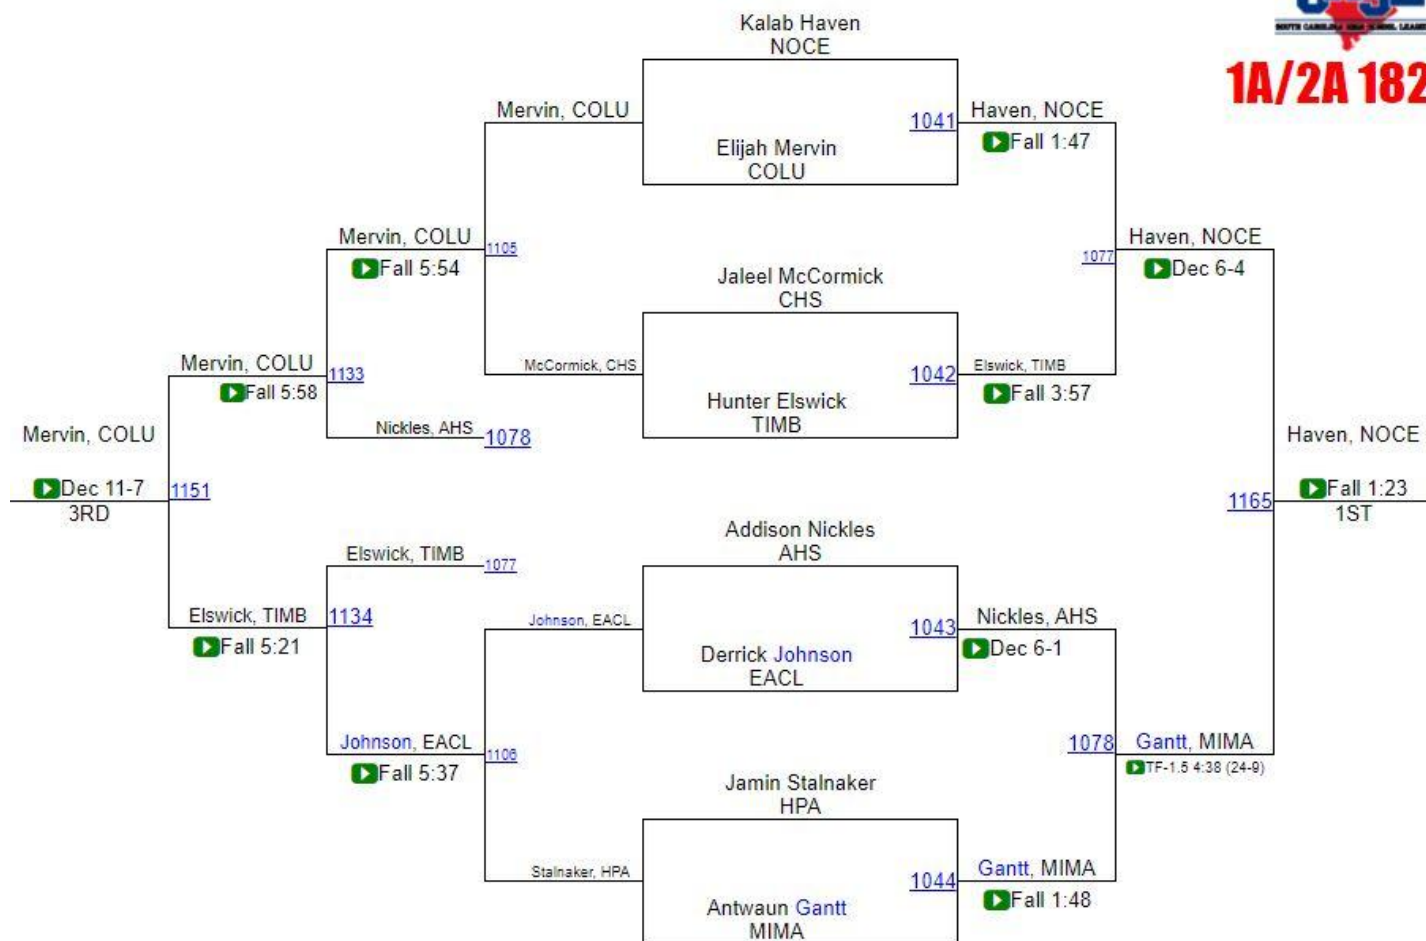 SOUTH CAROLINA HIGH SCHOOL LEAGUE
1A/2A 182
Kalab Haven
NOCE
Mervin, COLU
1041
Haven, NOCE
Fall 1:47
Elijah Mervin
COLU
Mervin, COLU
Fall 5:54
1105
Haven, NOCE
1077
Dec 6-4
Jaleel McCormick
CHS
Mervin, COLU
Fall 5:58
1133
McCormick, CHS
1042
Elswick, TIMB
Fall 3:57
Hunter Elswick
TIMB
Nickles, AHS
1078
Mervin, COLU
Dec 11-7
3RD
1151
Haven, NOCE
1165
Fall 1:23
1ST
Addison Nickles
AHS
Elswick, TIMB
1077
Elswick, TIMB
Fall 5:21
1134
Johnson, EACL
1043
Nickles, AHS
Dec 6-1
Derrick Johnson
EACL
Johnson, EACL
Fall 5:37
1106
1078
Gantt, MIMA
TF-1.5 4:38 (24-9)
Jamin Stalnaker
HPA
Stalnaker, HPA
1044
Gantt, MIMA
Fall 1:48
Antwaun Gantt
MIMA